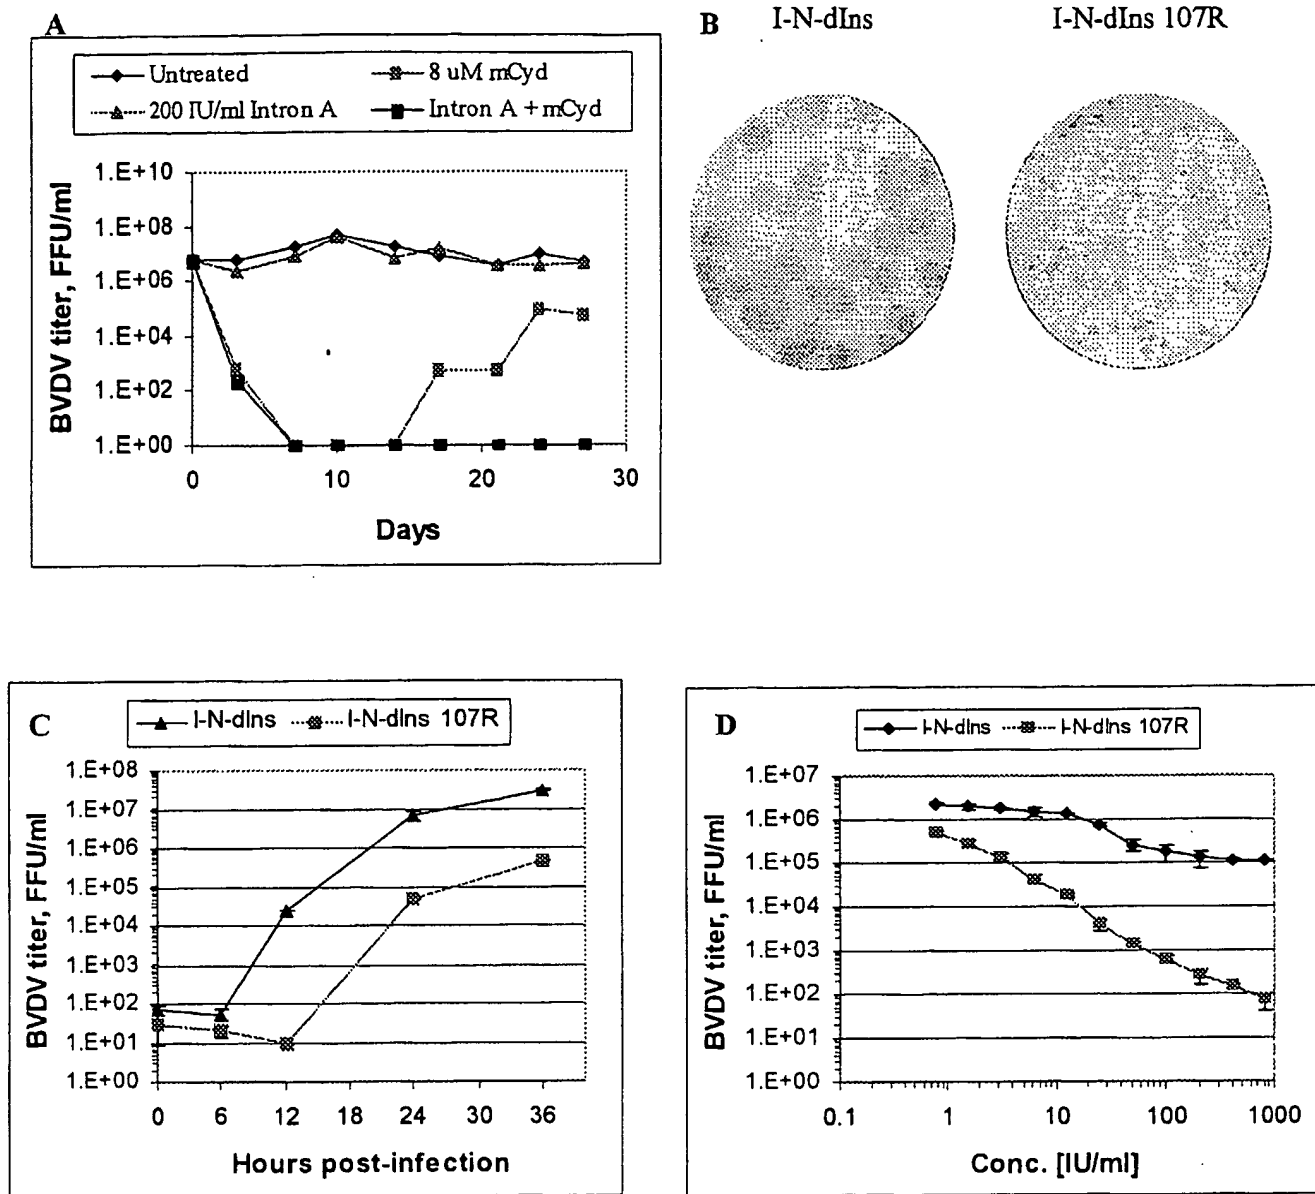 A
Untreated
8 uM mCyd
200 IU/ml Intron A
Intron A + mCyd
BVDV titer, FFU/ml
1.E+10
1.E+08
1.E+06
1.E+04
1.E+02
1.E+00
0 10 20 30
Days
B
I-N-dIns
I-N-dIns 107R
C
I-N-dIns
I-N-dIns 107R
BVDV titer, FFU/ml
1.E+08
1.E+07
1.E+06
1.E+05
1.E+04
1.E+03
1.E+02
1.E+01
1.E+00
0 6 12 18 24 30 36
Hours post-infection
D
I-N-dIns
I-N-dIns 107R
BVDV titer, FFU/ml
1.E+07
1.E+06
1.E+05
1.E+04
1.E+03
1.E+02
1.E+01
1.E+00
0.1 1 10 100 1000
Conc. [IU/ml]